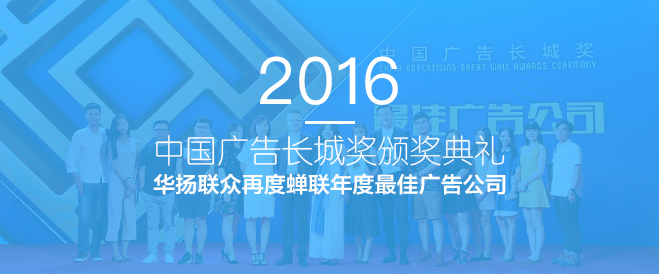 中国广告长城奖
CHINA ADVERTISING GREAT WALL AWARDS CEREMONY
2016
最佳广告公司
中国广告长城奖颁奖典礼
华扬联众再度蝉联年度最佳广告公司